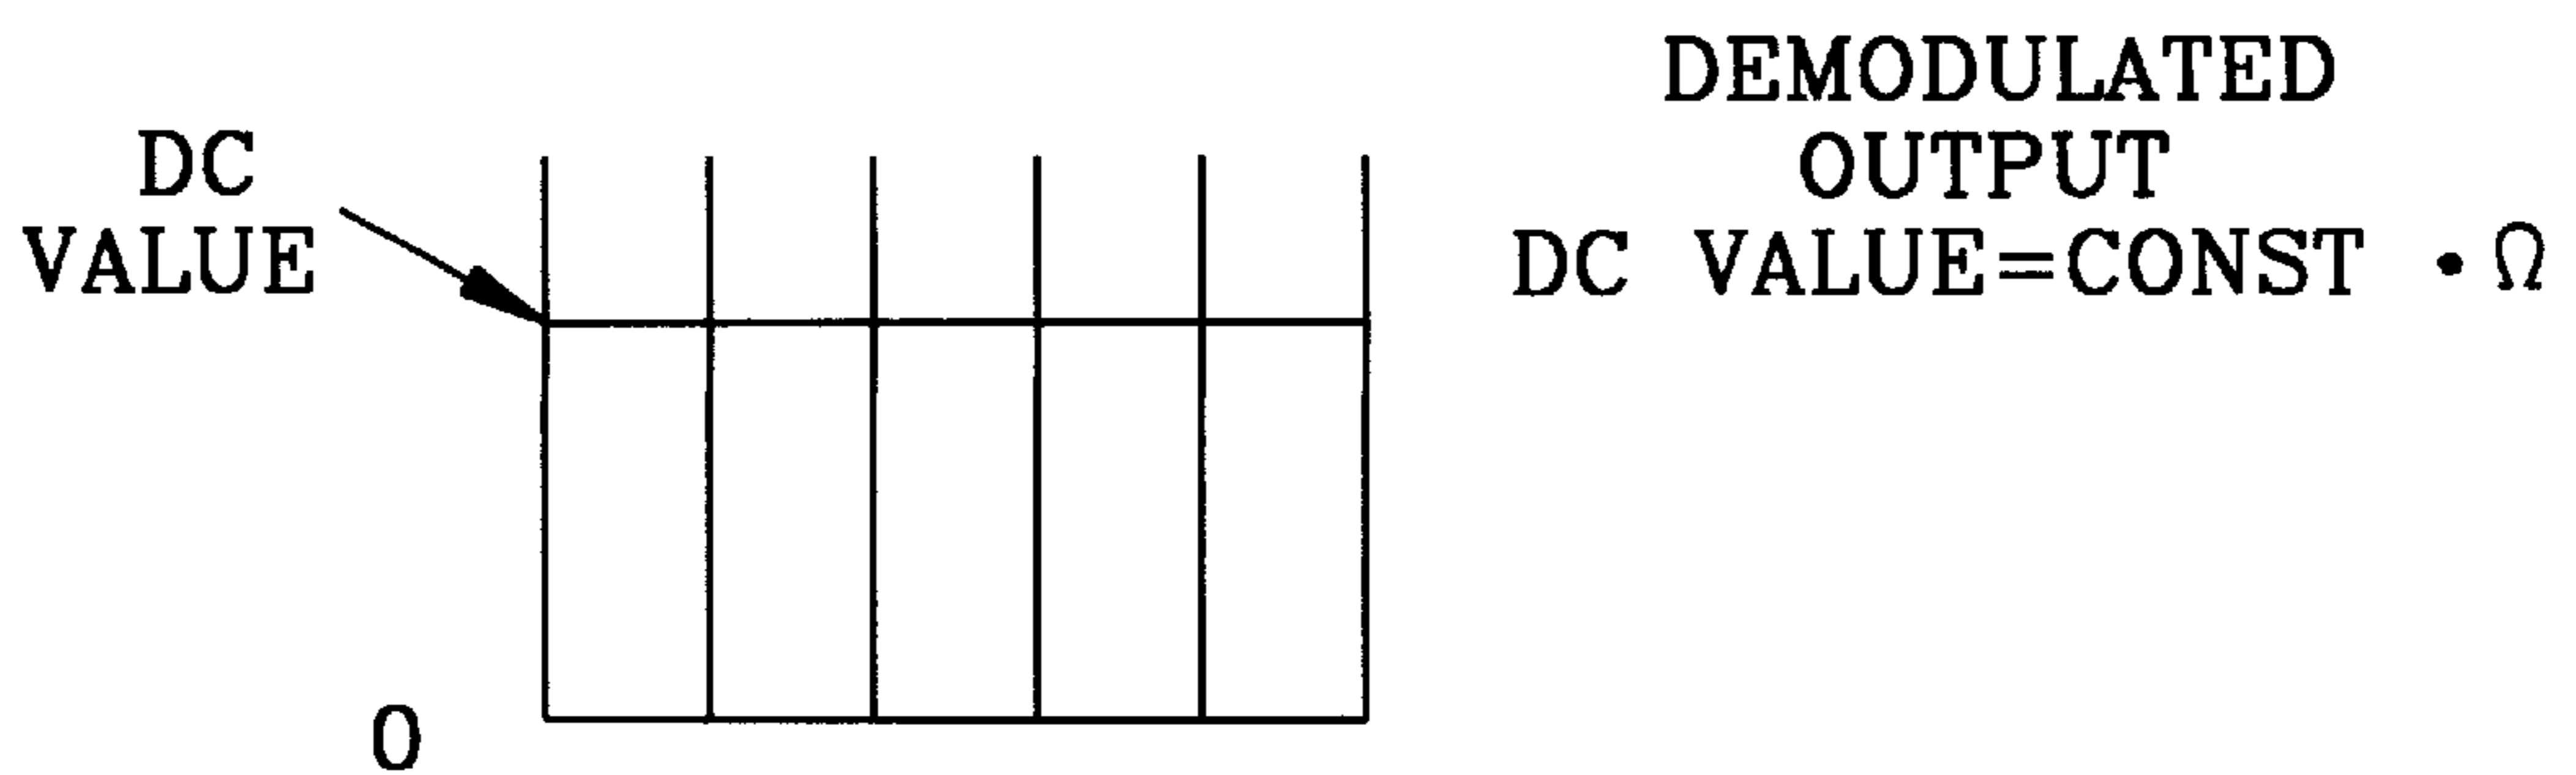 DC
VALUE
0
DEMODULATED
OUTPUT
DC VALUE=CONST • Ω